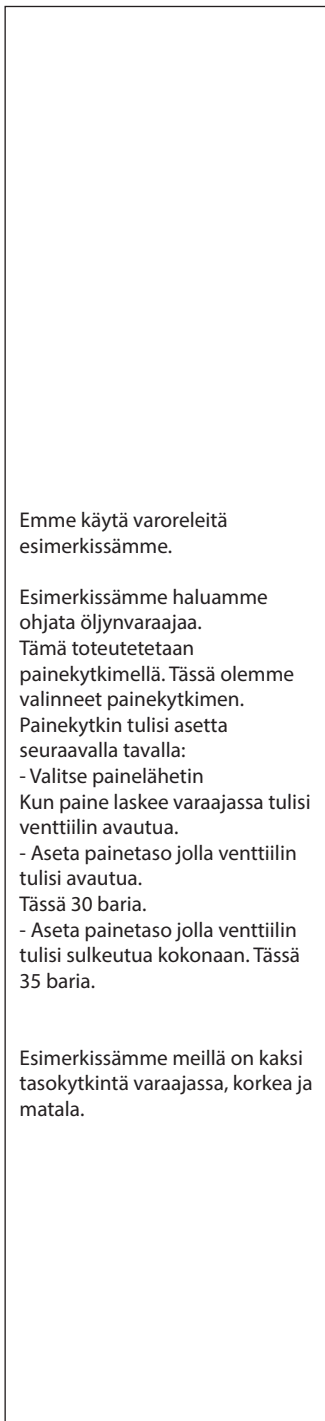 Emme käytä varoreleitä
esimerkissämme.
Esimerkissämme haluamme
ohjata öljynvaraajaa.
Tämä toteutetetaan
painekytkimellä. Tässä olemme
valinneet painekytkimen.
Painekytkin tulisi asetta
seuraavalla tavalla:
- Valitse painelähetin
Kun paine laskee varaajassa tulisi
venttiilin avautua.
- Aseta painetaso jolla venttiilin
tulisi avautua.
Tässä 30 baria.
- Aseta painetaso jolla venttiilin
tulisi sulkeutua kokonaan. Tässä
35 baria.
Esimerkissämme meillä on kaksi
tasokytkintä varaajassa, korkea ja
matala.